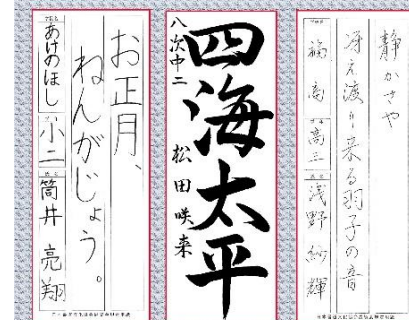 静かさや
冴え渡り来る羽子の音
高三
浅野紗輝
四海太平
八次中二
松田咲来
お正月、
ねんがじょう。
あけのほし
小二
筒井亮翔